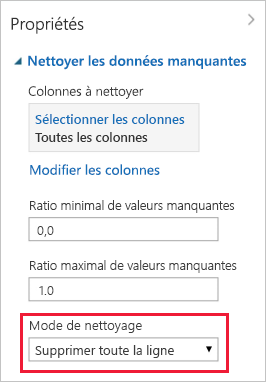 Propriétés
Nettoyer les données manquantes
Colonnes à nettoyer
Sélectionner les colonnes
Toutes les colonnes
Modifier les colonnes
Ratio minimal de valeurs manquantes
0,0
Ratio maximal de valeurs manquantes
1.0
Mode de nettoyage
Supprimer toute la ligne